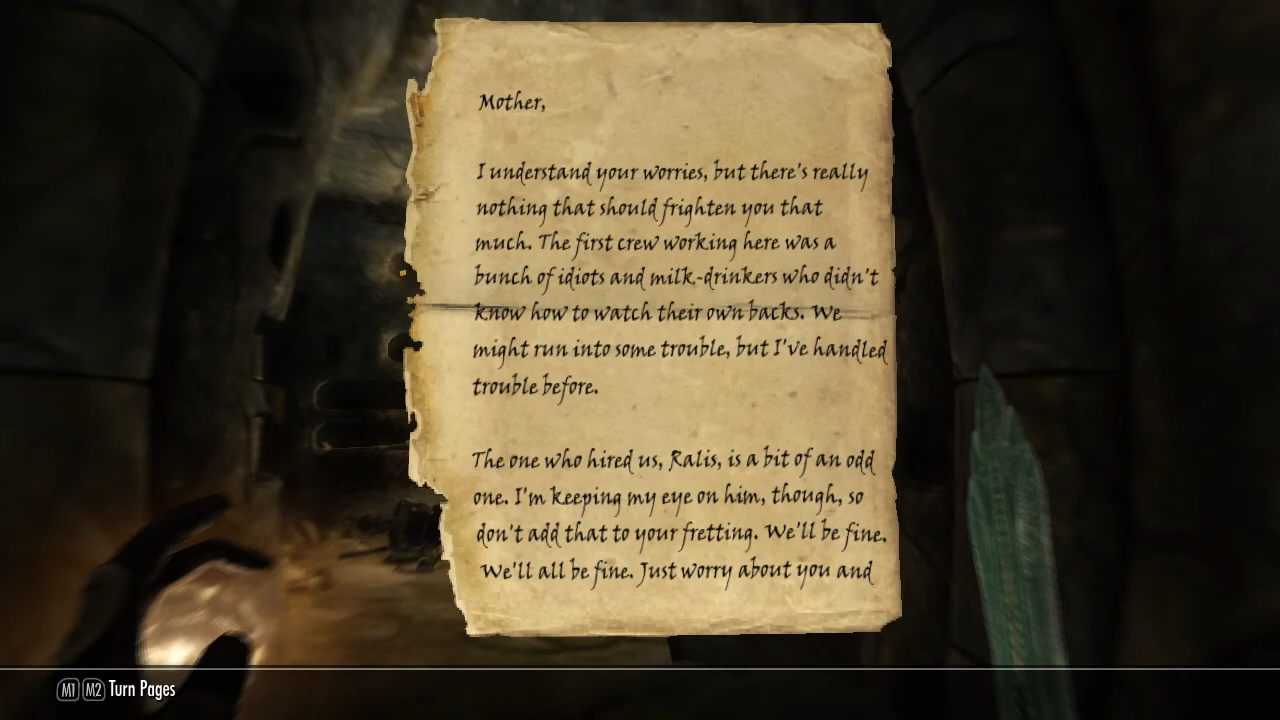 Mother,
I understand your worries, but there's really
nothing that should frighten you that
much. The first crew working here was a
bunch of idiots and milk-drinkers who didn't
know how to watch their own backs. We
might run into some trouble, but I've handled
trouble before.
The one who hired us, Ralis, is a bit of an odd
one. I'm keeping my eye on him, though, so
don't add that to your fretting. We'll be fine.
We'll all be fine. Just worry about you and
M1 M2 Turn Pages